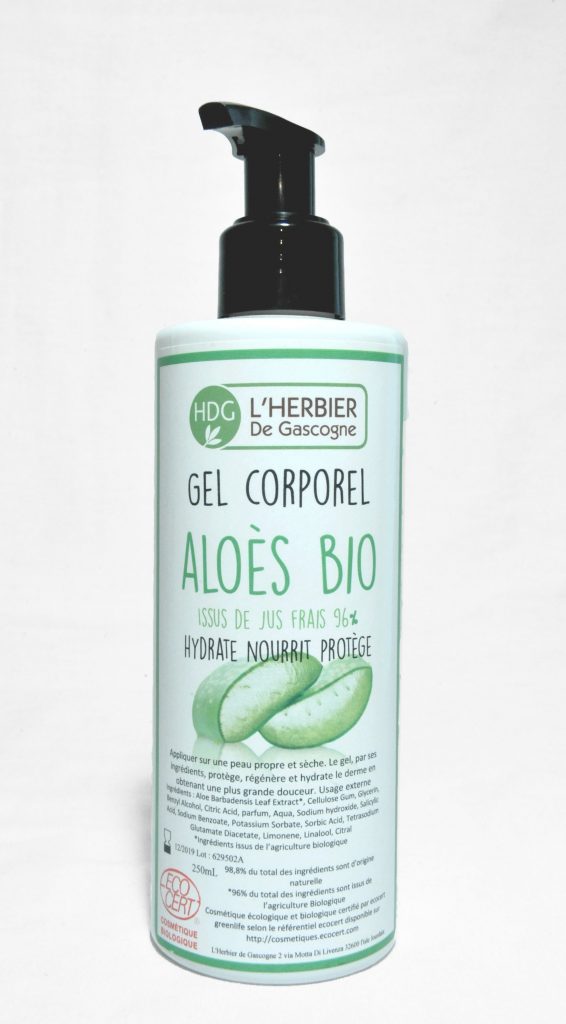 HDG
L'HERBIER
De Gascogne
GEL CORPOREL
ALOÈS BIO
ISSUS DE JUS FRAIS 96%
HYDRATE NOURRIT PROTÈGE
Appliquer sur une peau propre et sèche. Le gel, par ses
ingrédients, protège, régénère et hydrate le derme en
obtenant une plus grande douceur. Usage externe
Ingrédients : Aloe Barbadensis Leaf Extract*, Cellulose Gum, Glycerin,
Benyl Alcohol, Citric Acid, parfum, Aqua, Sodium hydroxide, Salicylic
Acid, Sodium Benzoate, Potassium Sorbate, Sorbic Acid, Tetrasodium
Glutamate Diacetate, Limonene, Linalool, Citral
*Ingrédients issus de l'agriculture biologique
12/2019 Lot : 629502A
250mL
98,8% du total des ingrédients sont d'origine
naturelle
*96% du total des ingrédients sont issus de
l'agriculture Biologique
Cosmétique écologique et biologique certifié par ecocert
greenlife selon le référentiel ecocert disponible sur
http://cosmetiques.ecocert.com
ECO
CERT
COSMÉTIQUE
BIOLOGIQUE
L'Herbier de Gascogne 2 via Motta Di Livenza 32600 l'isle Jourdain